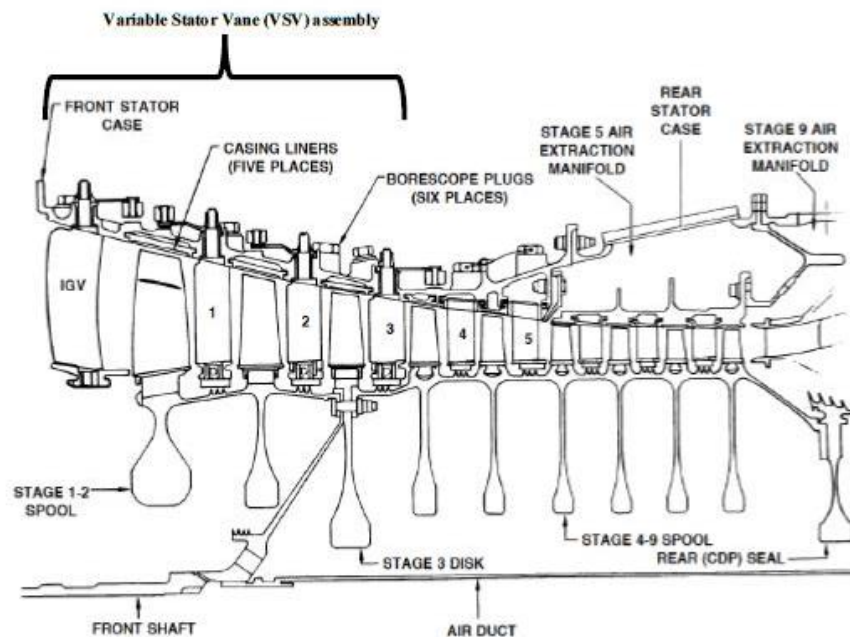 Variable Stator Vane (VSV) assembly
FRONT STATOR
CASE
CASING LINERS
(FIVE PLACES)
BORESCOPE PLUGS
(SIX PLACES)
STAGE 5 AIR
EXTRACTION
MANIFOLD
REAR
STATOR
CASE
STAGE 9 AIR
EXTRACTION
MANIFOLD
IGV
1
2
3
4
5
STAGE 1-2
SPOOL
STAGE 3 DISK
STAGE 4-9 SPOOL
REAR (CDP) SEAL
FRONT SHAFT
AIR DUCT